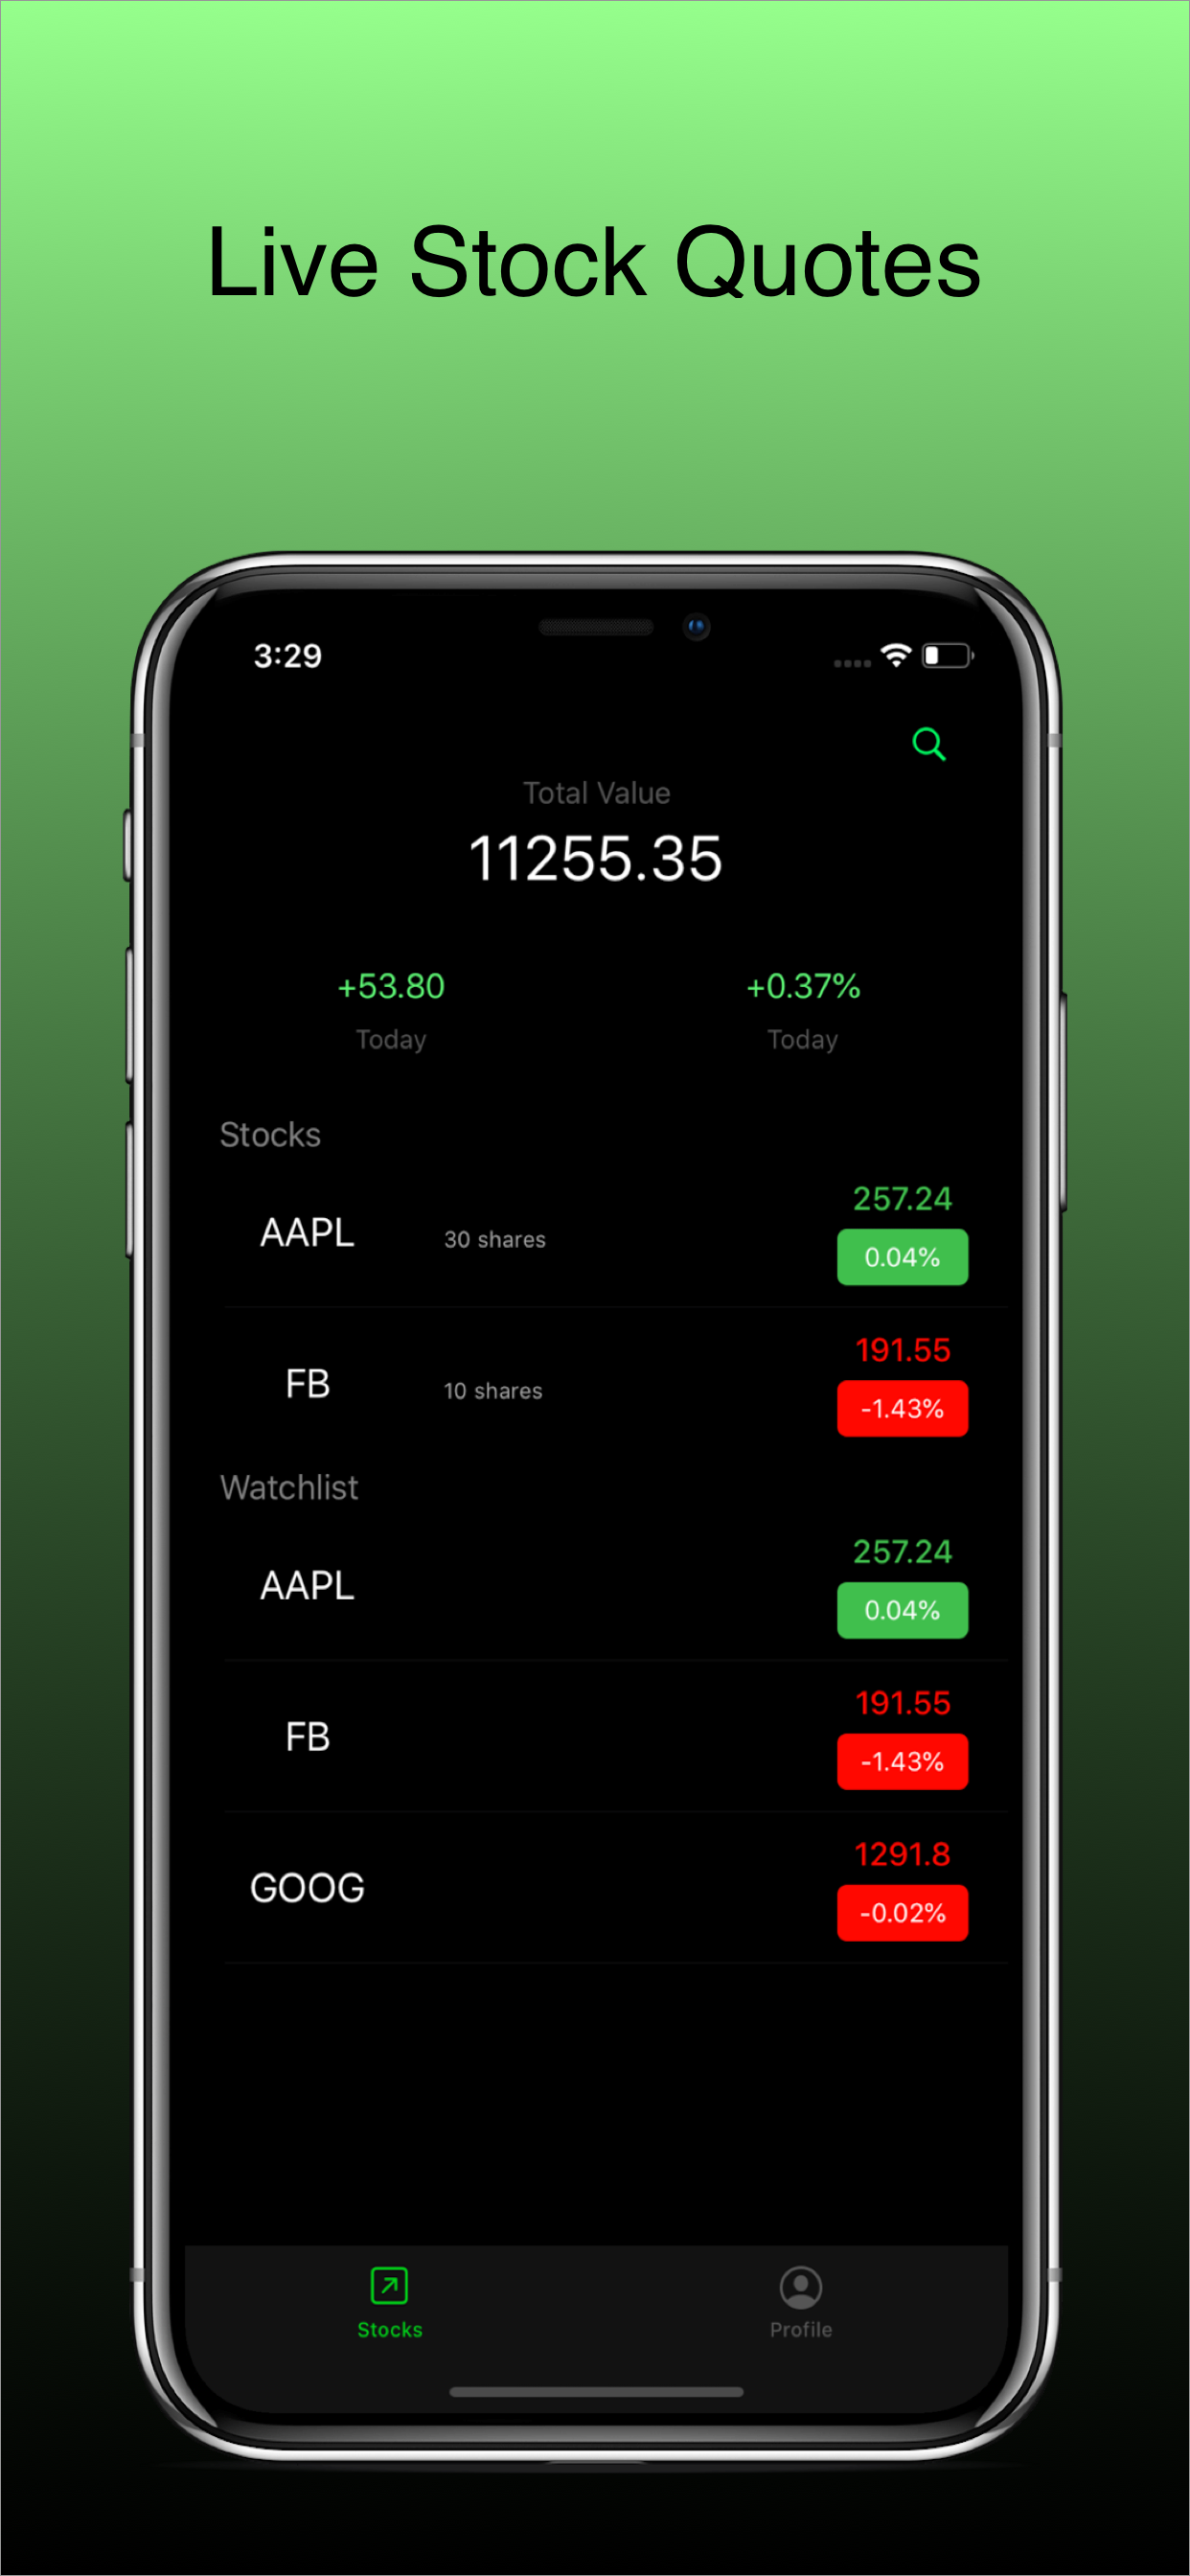 Live Stock Quotes
3:29
Total Value
11255.35
+53.80 +0.37%
Today Today
Stocks
257.24
AAPL 30 shares
0.04%
191.55
FB 10 shares
-1.43%
Watchlist
257.24
AAPL
0.04%
191.55
FB
-1.43%
1291.8
GOOG
-0.02%
Stocks Profile